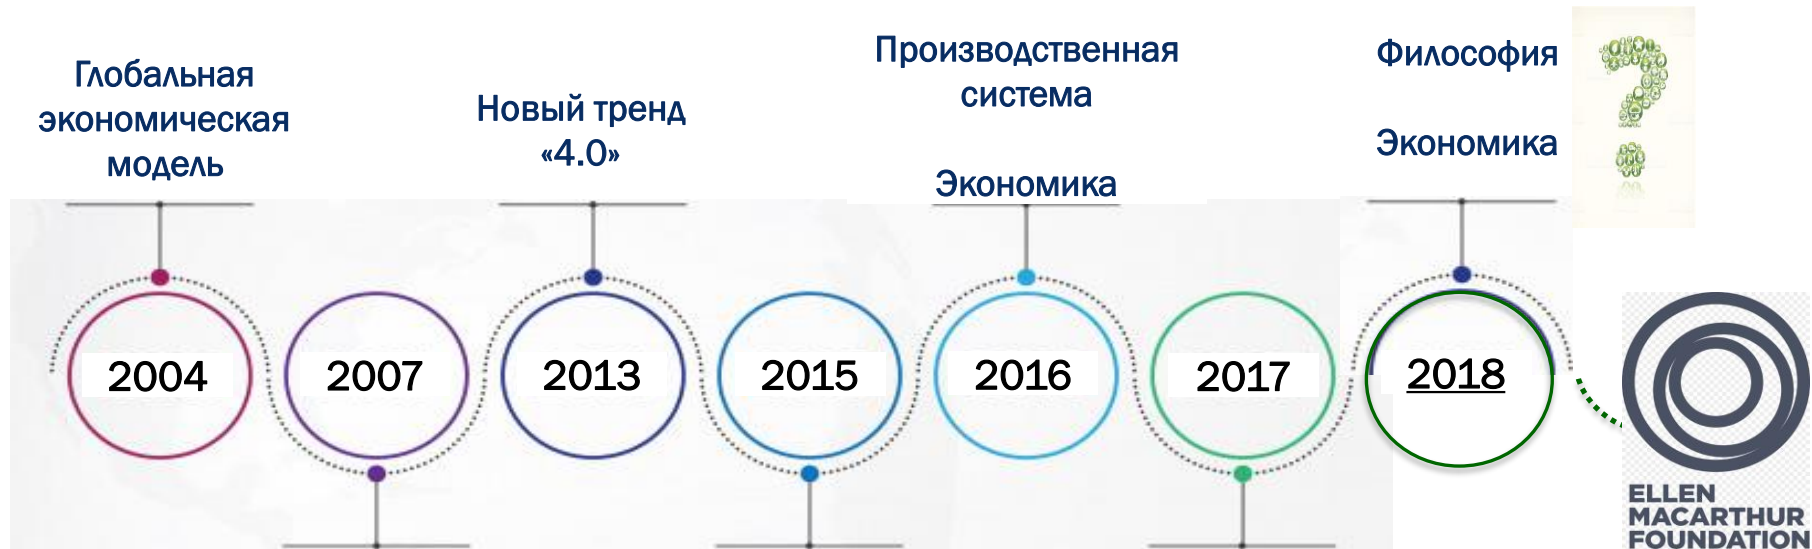 Глобальная
экономическая
модель
Новый тренд
«4.0»
Производственная
система
Экономика
Философия
Экономика
2004
2007
2013
2015
2016
2017
2018
ELLEN
MACARTHUR
FOUNDATION